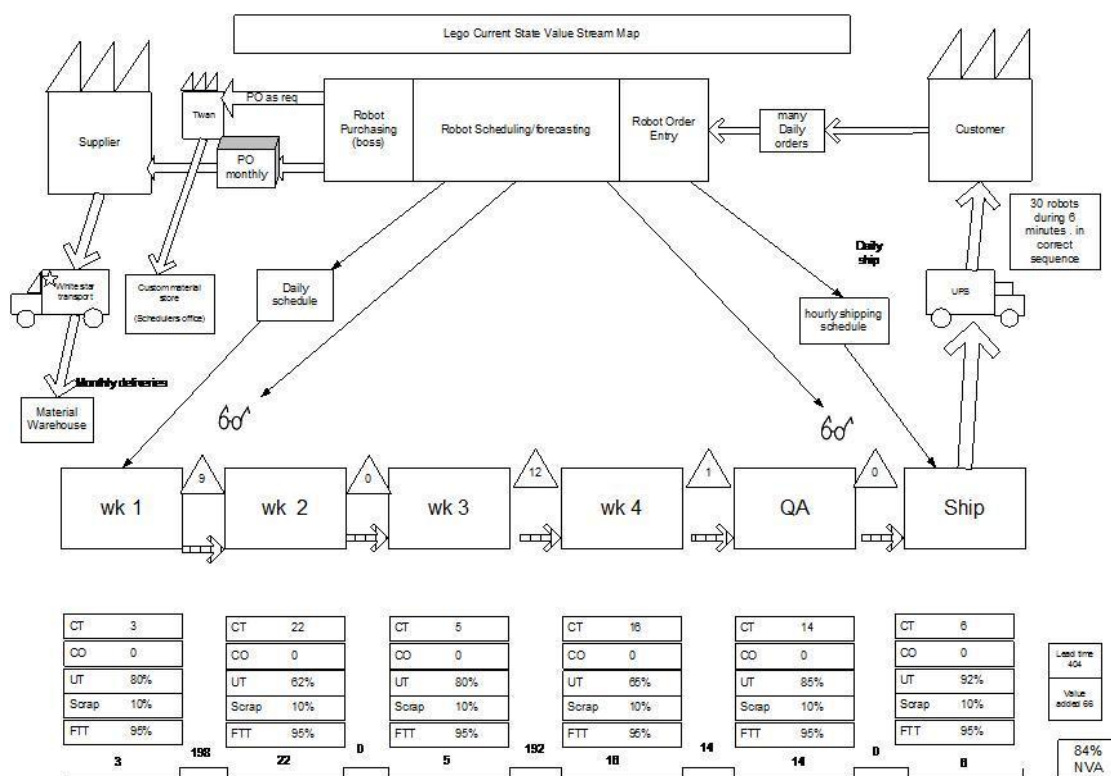 Lego Current State Value Stream Map
Supplier
Tiwan
PO as req
PO
monthly
Robot
Purchasing
(boss)
Robot Scheduling/forecasting
Robot Order
Entry
many
Daily
orders
Customer
30 robots
during 6
minutes . in
correct
sequence
White star
transport
Custom material
store
(Schedulers office)
Daily
schedule
Daily
ship
hourly shipping
schedule
UPS
Monthly deliveries
Material
Warehouse
wk 1
9
wk 2
0
wk 3
12
wk 4
1
QA
0
Ship
CT 3
CO 0
UT 80%
Scrap 10%
FTT 95%
CT 22
CO 0
UT 62%
Scrap 10%
FTT 95%
CT 5
CO 0
UT 80%
Scrap 10%
FTT 95%
CT 16
CO 0
UT 65%
Scrap 10%
FTT 95%
CT 14
CO 0
UT 85%
Scrap 10%
FTT 95%
CT 6
CO 0
UT 92%
Scrap 10%
FTT 95%
Lead time
404
Value
added 66
3 198 22 0 5 192 16 14 14 0 6
84%
NVA